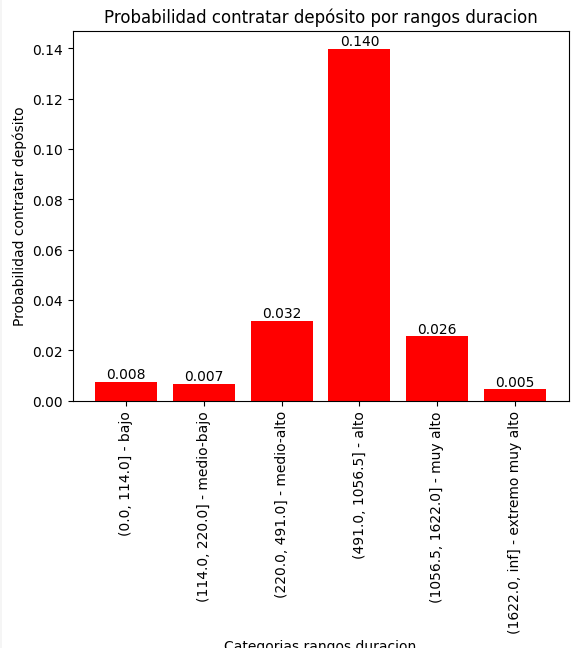 Probabilidad contratar depósito por rangos duracion
Probabilidad contratar depósito
0.14
0.12
0.10
0.08
0.06
0.04
0.02
0.00
0.008
0.007
0.032
0.140
0.026
0.005
(0.0, 114.0] - bajo
(114.0, 220.0] - medio-bajo
(220.0, 491.0] - medio-alto
(491.0, 1056.5] - alto
(1056.5, 1622.0] - muy alto
(1622.0, inf] - extremo muy alto
Categorias rangos duracion